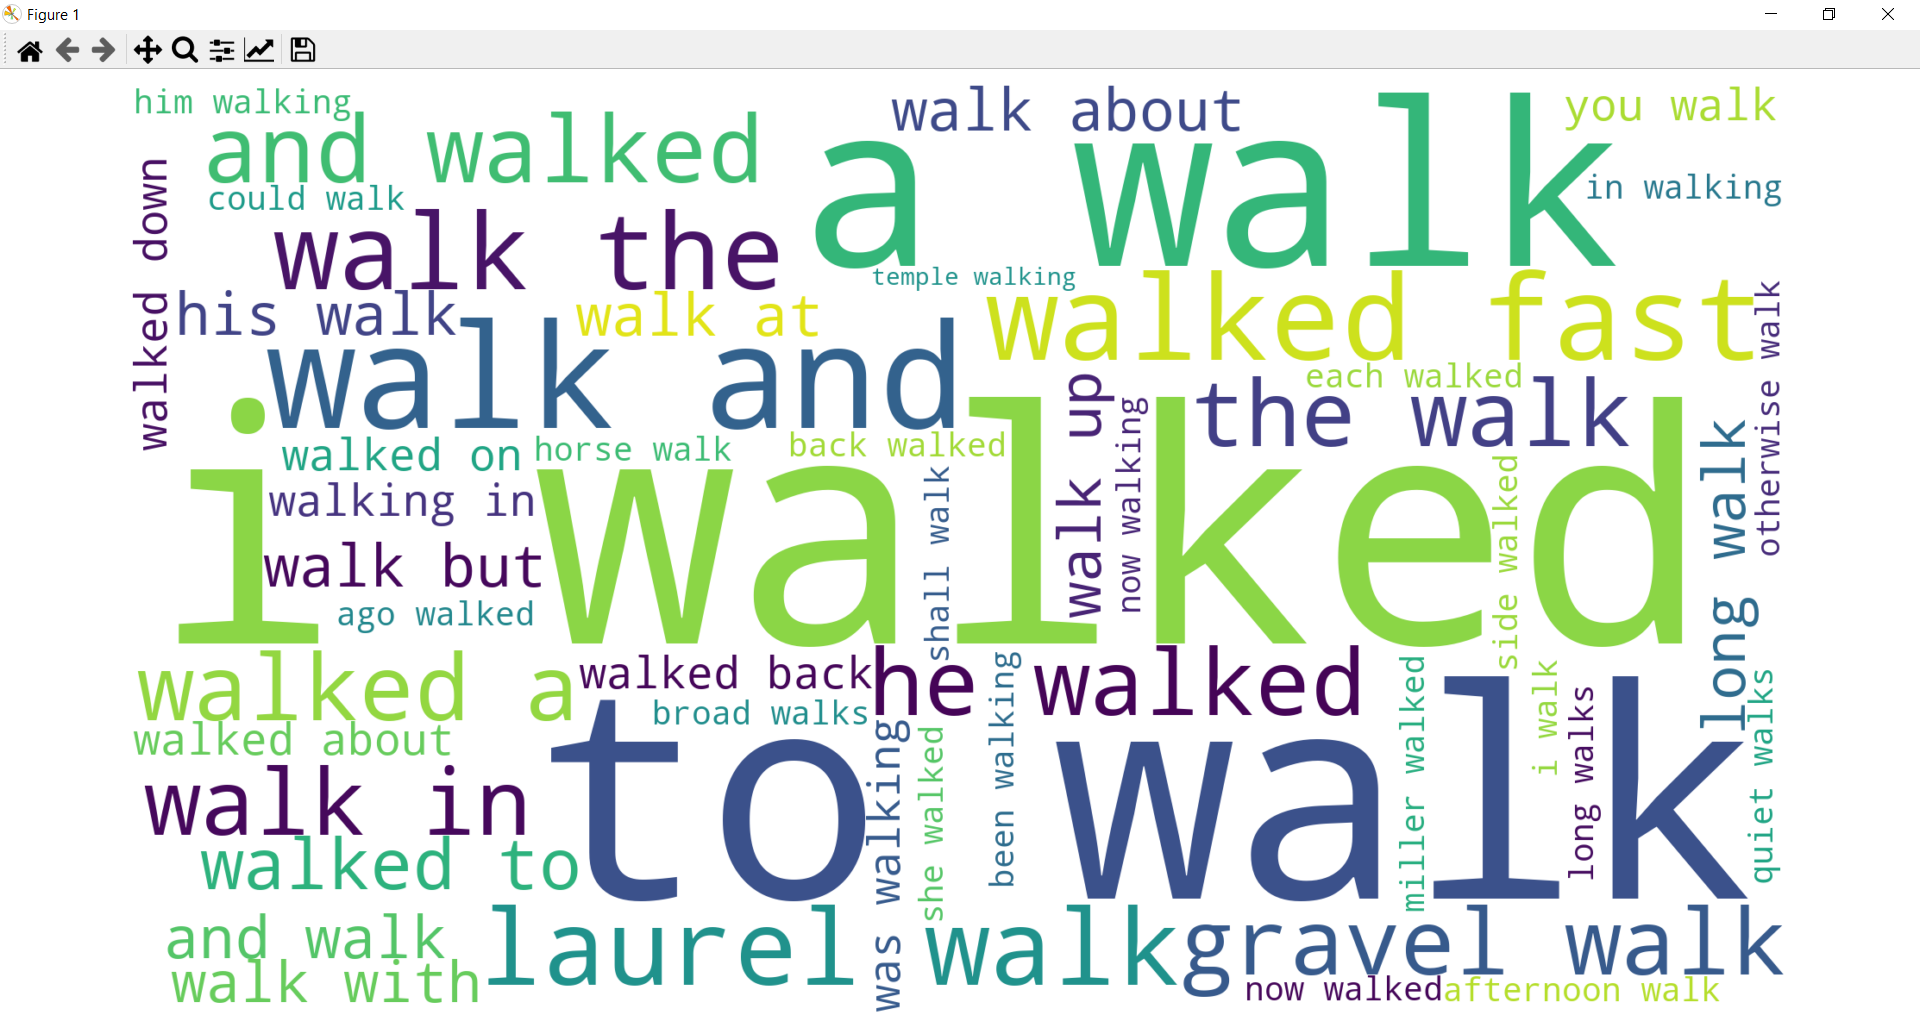 Figure 1
him walking
and walked
walk about
a walk
you walk
could walk
in walking
walked down
walk the
temple walking
his walk
walk at
walked fast
otherwise walk
walk and
each walked
the walk
walk up
now walking
i walked
walked on
horse walk
back walked
long walk
side walked
shall walk
walking in
walk but
ago walked
walked a
walked back
he walked
broad walks
been walking
miller walked
i walk
long walks
quiet walks
walked about
to walk
was walking
she walked
walk in
walked to
and walk
laurel walk
gravel walk
walk with
now walked
afternoon walk